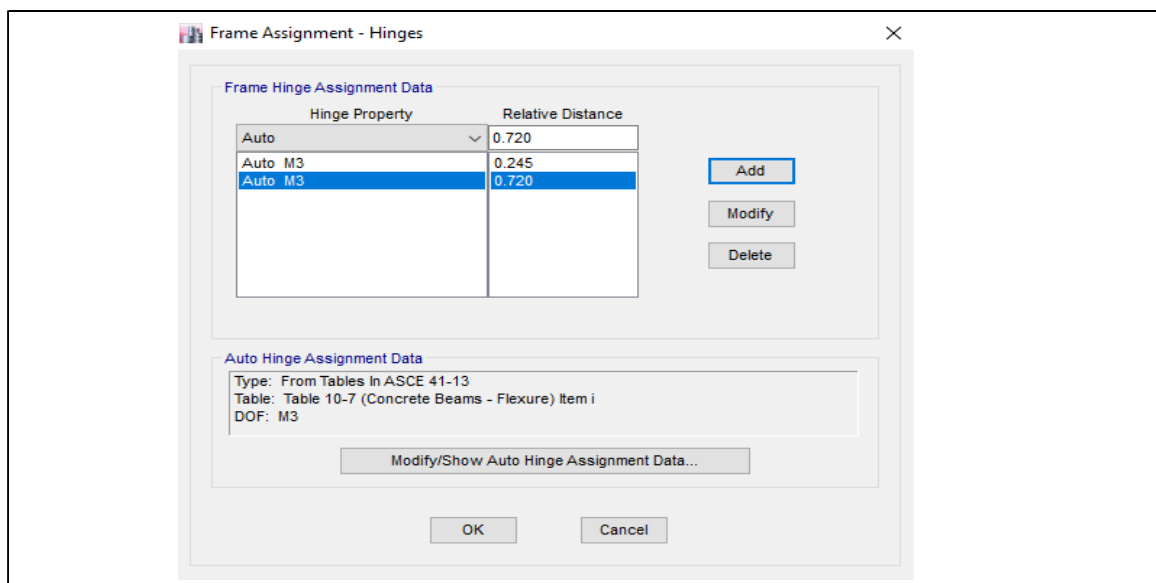 Frame Assignment - Hinges
Frame Hinge Assignment Data
Hinge Property Relative Distance
Auto 0.720
Auto M3 0.245
Auto M3 0.720
Add
Modify
Delete
Auto Hinge Assignment Data
Type: From Tables In ASCE 41-13
Table: Table 10-7 (Concrete Beams - Flexure) Item i
DOF: M3
Modify/Show Auto Hinge Assignment Data...
OK Cancel